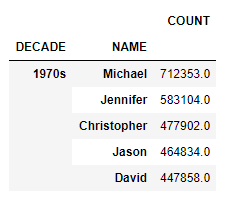 COUNT
DECADE NAME
1970s Michael 712353.0
Jennifer 583104.0
Christopher 477902.0
Jason 464834.0
David 447858.0